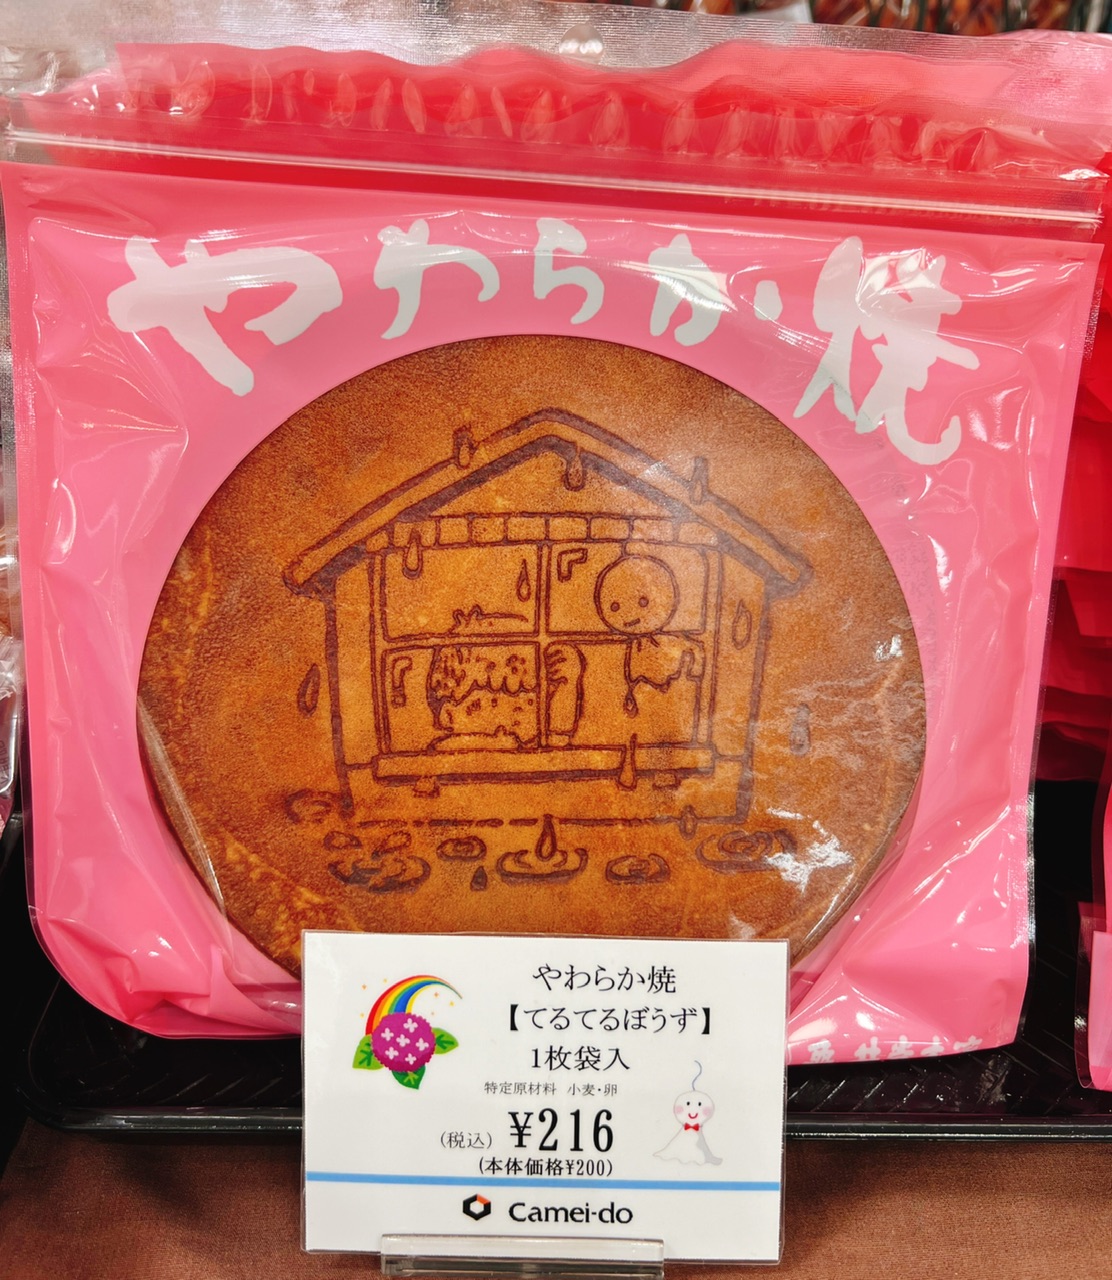 やわらか焼
やわらか焼
【てるてるぼうず】
1枚袋入
特定原材料 小麦・卵
(税込) ¥216
(本体価格¥200)
Camei-do